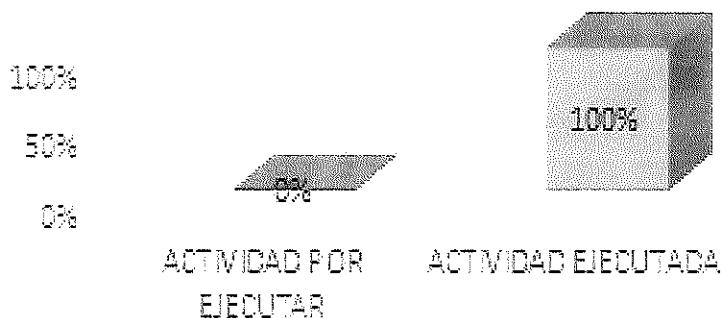 100%
50%
0%
0%
100%
ACTIVIDAD POR
EJECUTAR
ACTIVIDAD EJECUTADA